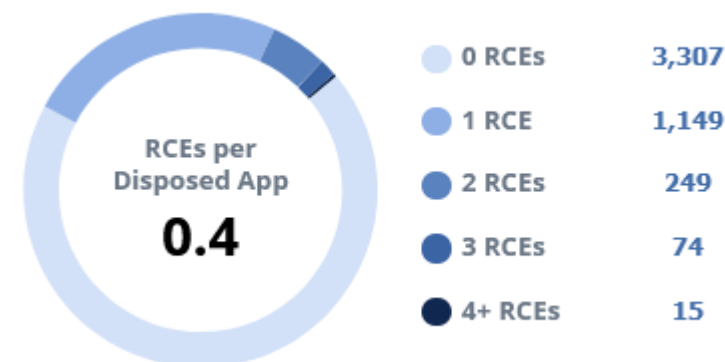 RCEs per
Disposed App
0.4
0 RCEs 3,307
1 RCE 1,149
2 RCEs 249
3 RCEs 74
4+ RCEs 15